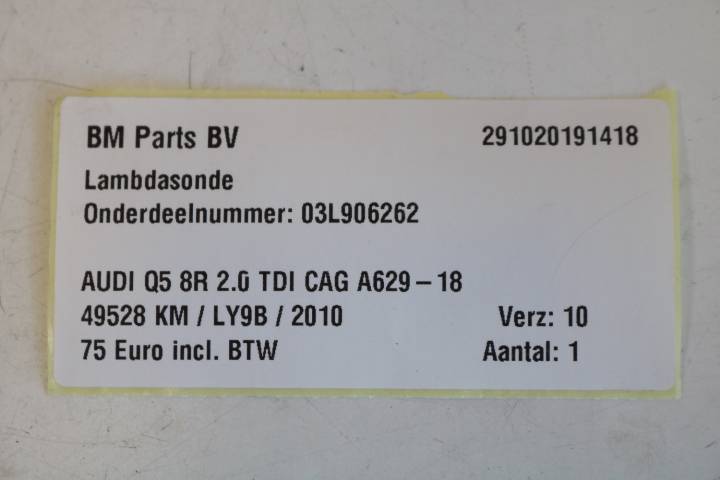 BM Parts BV 291020191418
Lambdasonde
Onderdeelnummer: 03L906262
AUDI Q5 8R 2.0 TDI CAG A629-18
49528 KM / LY9B / 2010 Verz: 10
75 Euro incl. BTW Aantal: 1